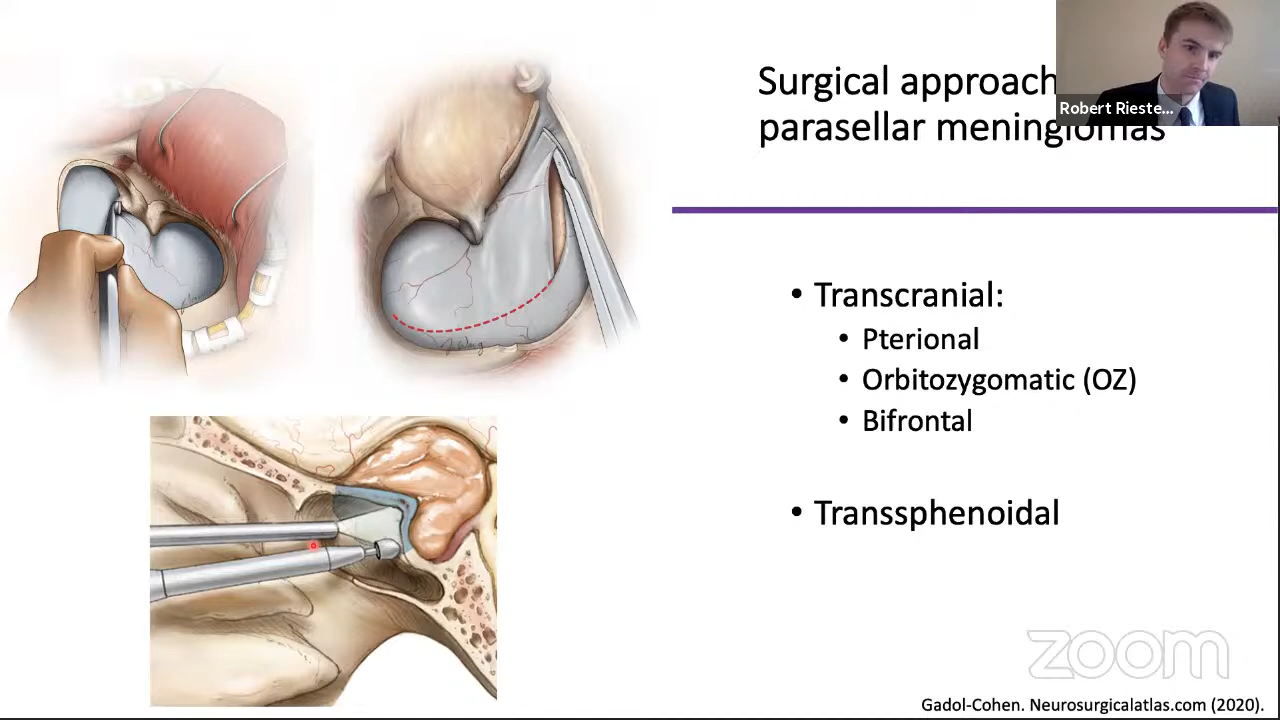 Surgical approach
parasellar meningiomas
Robert Rieste...
• Transcranial:
• Pterional
• Orbitozygomatic (OZ)
• Bifrontal
• Transsphenoidal
zoom
Gadol-Cohen. Neurosurgicalatlas.com (2020).